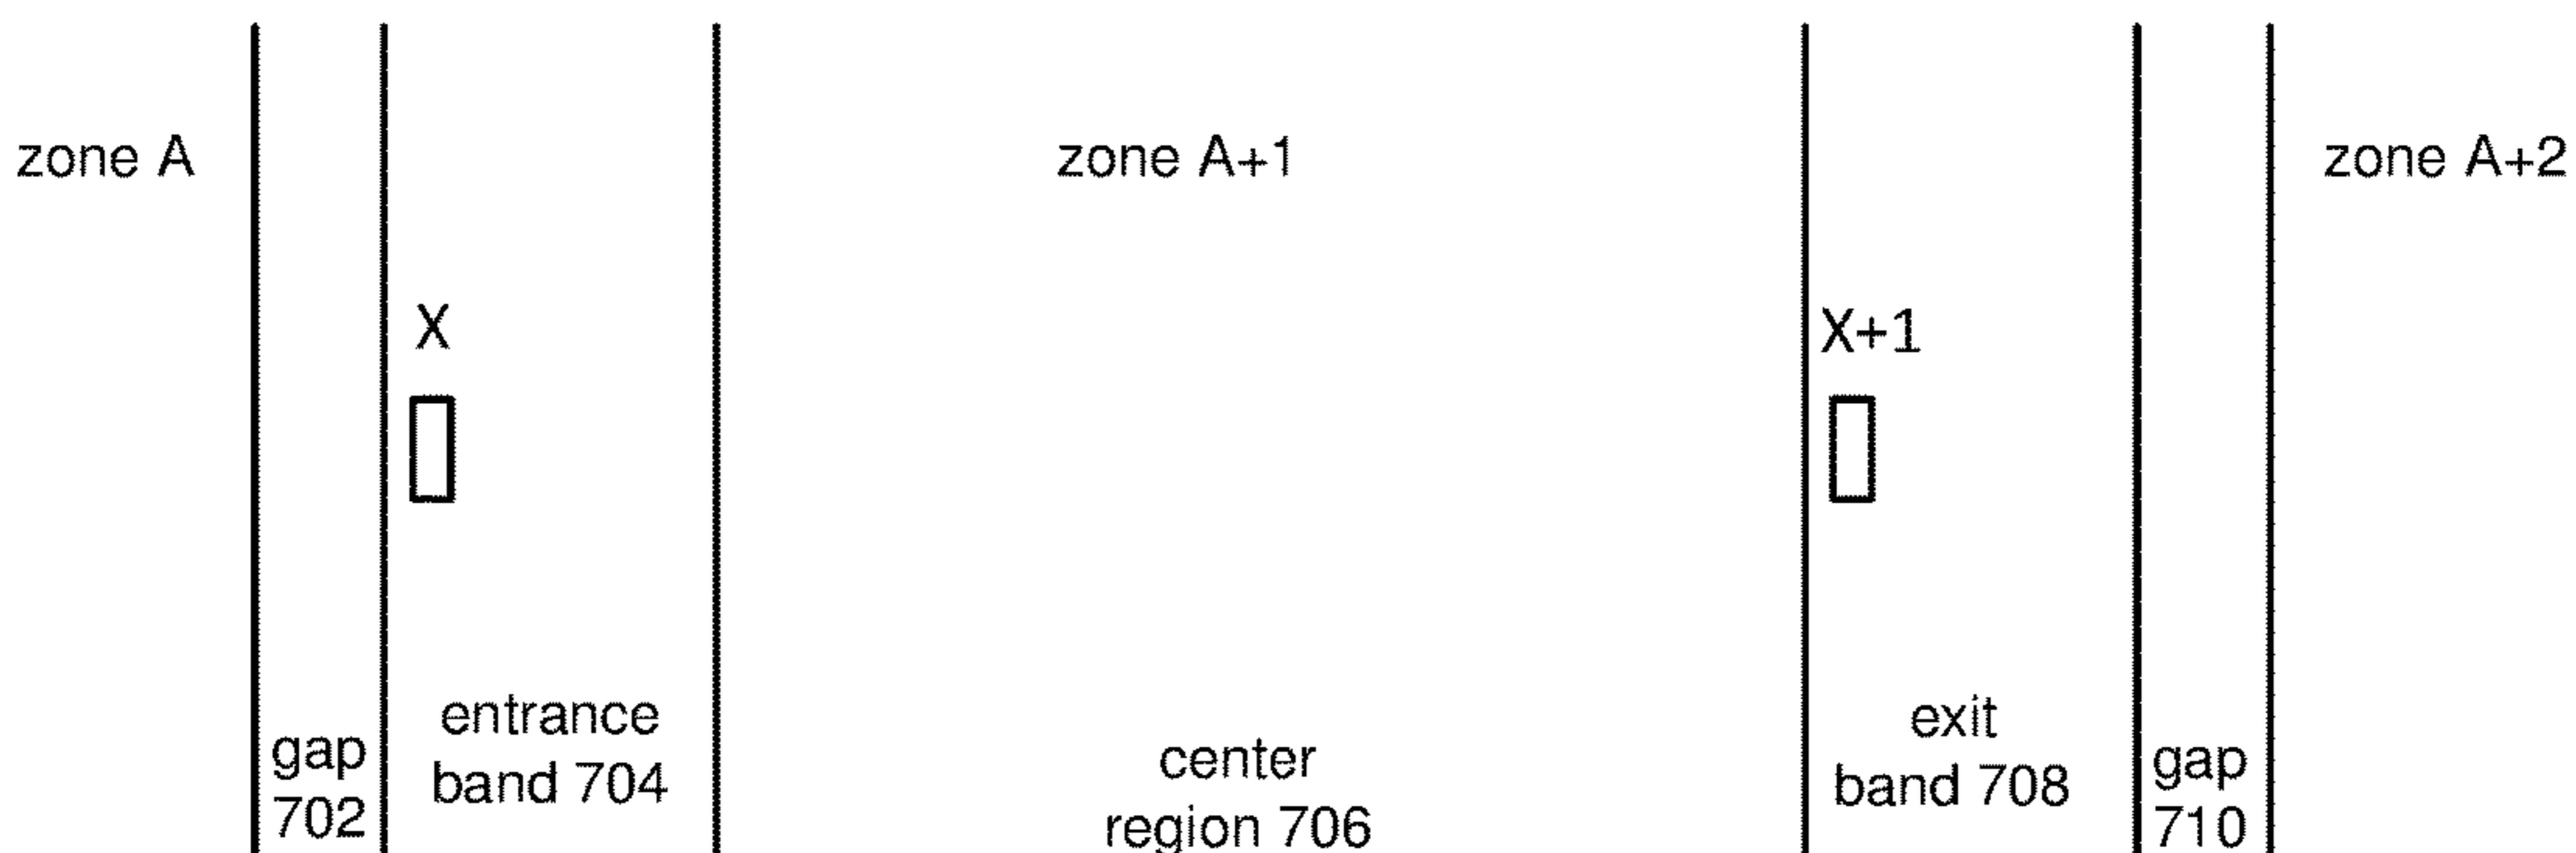 zone A
zone A+1
zone A+2
X
X+1
gap
702
entrance
band 704
center
region 706
exit
band 708
gap
710